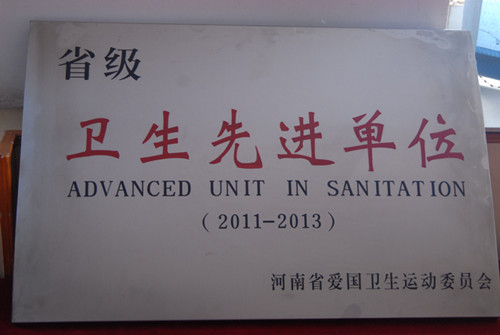 省级
卫生先进单位
ADVANCED UNIT IN SANITATION
(2011-2013)
河南省爱国卫生运动委员会